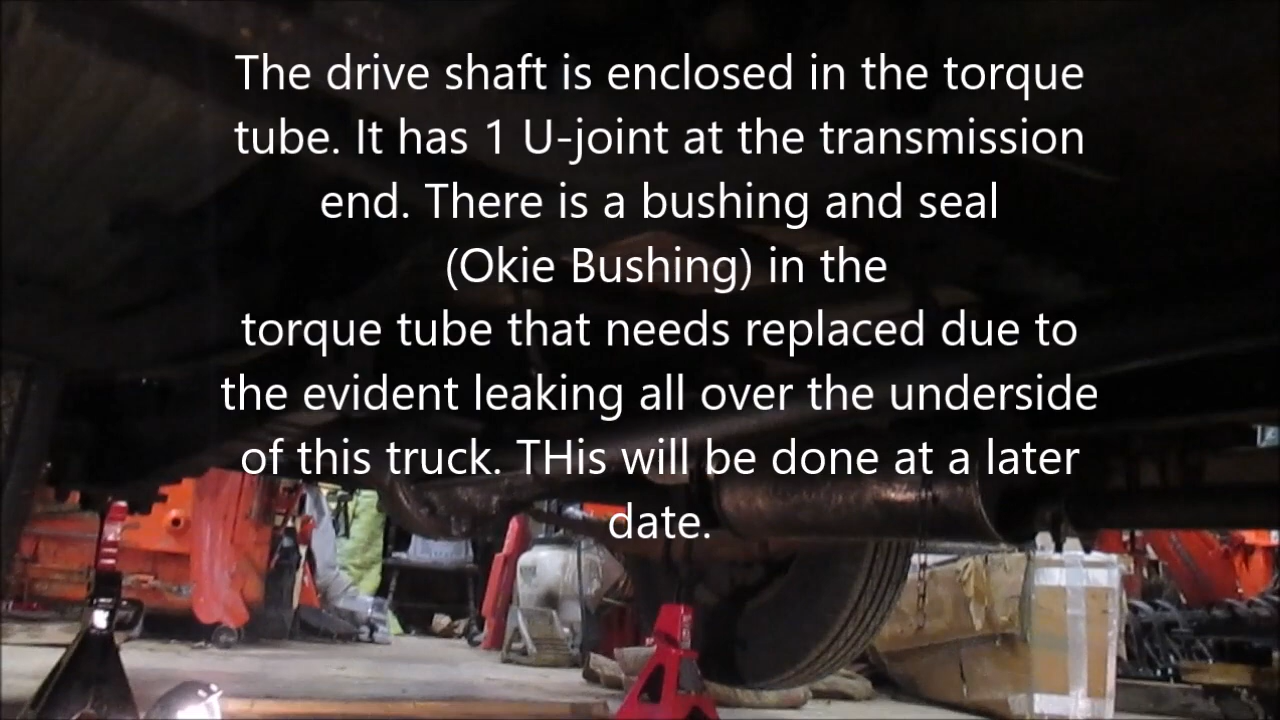 The drive shaft is enclosed in the torque
tube. It has 1 U-joint at the transmission
end. There is a bushing and seal
(Okie Bushing) in the
torque tube that needs replaced due to
the evident leaking all over the underside
of this truck. THis will be done at a later
date.